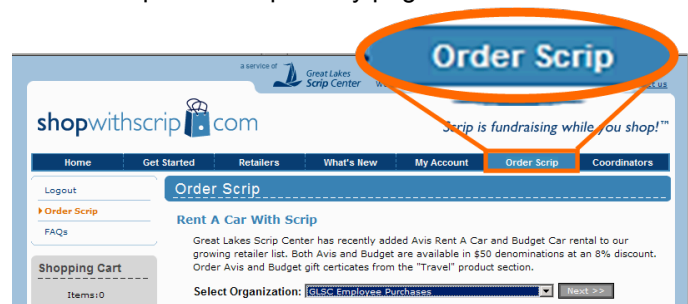 Order Scrip
a service of
Great Lakes
Scrip Center
us
shopwithscrip com
Scrip is fundraising while you shop!™
Home Get Started Retailers What's New My Account Order Scrip Coordinators
Logout
Order Scrip
FAQs
Shopping Cart
Items:0
Order Scrip
Rent A Car With Scrip
Great Lakes Scrip Center has recently added Avis Rent A Car and Budget Car rental to our
growing retailer list. Both Avis and Budget are available in $50 denominations at an 8% discount.
Order Avis and Budget gift certicates from the "Travel" product section.
Select Organization: GLSC Employee Purchases Next >>